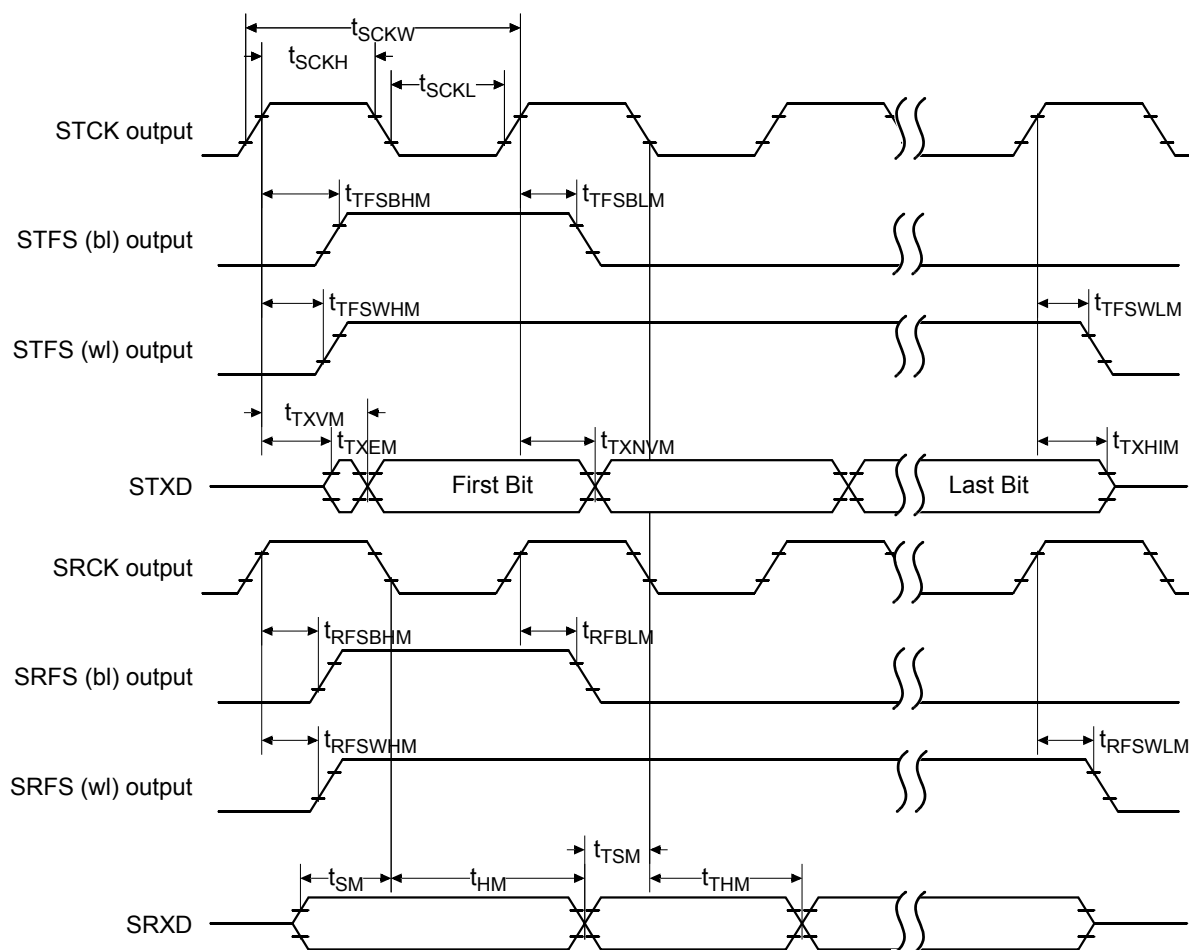 tSCKW
tSCKH
tSCKL
STCK output
tTFSBHM
tTFSBLM
STFS (bl) output
tTFSWHM
tTFSWLM
STFS (wl) output
tTXVM
tTXEM
tTXNVM
tTXHIM
STXD
First Bit
Last Bit
SRCK output
tRFSBHM
tRFBLM
SRFS (bl) output
tRFSWHM
tRFSWLM
SRFS (wl) output
tTSM
tSM
tHM
tTHM
SRXD